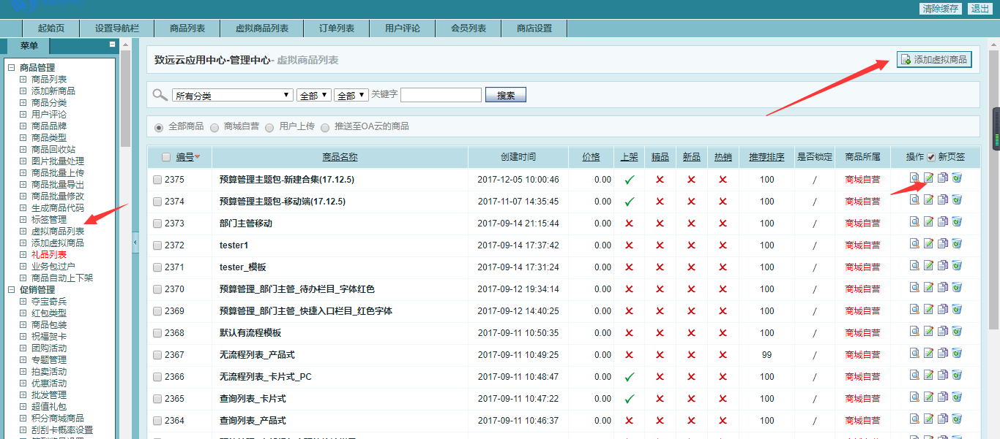 清除缓存 退出
起始页 设置导航栏 商品列表 虚拟商品列表 订单列表 用户评论 会员列表 商店设置
菜单
商品管理
商品列表
添加新商品
商品分类
用户评论
商品品牌
商品类型
商品回收站
图片批量处理
商品批量上传
商品批量导出
商品批量修改
生成商品代码
标签管理
虚拟商品列表
添加虚拟商品
礼品列表
业务包过户
商品自动上下架
促销管理
夺宝奇兵
红包类型
商品包装
祝福贺卡
团购活动
专题管理
拍卖活动
优惠活动
批发管理
超值礼包
积分商城商品
刮刮卡概率设置
致远云应用中心-管理中心- 虚拟商品列表 添加虚拟商品
所有分类 全部 全部 关键字 搜索
全部商品 商城自营 用户上传 推送至OA云的商品
编号 商品名称 创建时间 价格 上架 精品 新品 热销 推荐排序 是否锁定 商品所属 操作 新页签
2375 预算管理主题包-新建合集(17.12.5) 2017-12-05 10:00:46 0.00 100 / 商城自营
2374 预算管理主题包-移动端(17.12.5) 2017-11-07 14:35:45 0.00 100 / 商城自营
2373 部门主管移动 2017-09-14 21:15:44 0.00 100 / 商城自营
2372 tester1 2017-09-14 17:37:42 0.00 100 / 商城自营
2371 tester_模板 2017-09-14 17:31:24 0.00 100 / 商城自营
2370 预算管理_部门主管_待办栏目_字体红色 2017-09-12 19:34:14 0.00 100 / 商城自营
2369 预算管理_部门主管_快捷入口栏目_红色字体 2017-09-12 14:40:25 0.00 100 / 商城自营
2368 默认有流程模板 2017-09-11 10:50:35 0.00 100 / 商城自营
2367 无流程列表_产品式 2017-09-11 10:49:25 0.00 99 / 商城自营
2366 无流程列表_卡片式_PC 2017-09-11 10:48:47 0.00 100 / 商城自营
2365 查询列表_卡片式 2017-09-11 10:47:22 0.00 100 / 商城自营
2364 查询列表_产品式 2017-09-11 10:46:37 0.00 100 / 商城自营